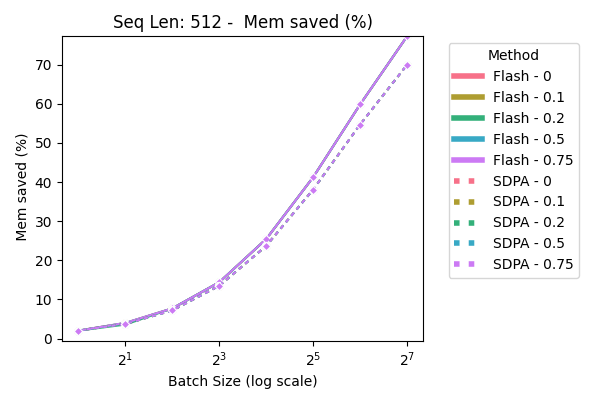 Seq Len: 512 -  Mem saved (%)
Mem saved (%)
70
60
50
40
30
20
10
0
2^1
2^3
2^5
2^7
Batch Size (log scale)
Method
Flash - 0
Flash - 0.1
Flash - 0.2
Flash - 0.5
Flash - 0.75
SDPA - 0
SDPA - 0.1
SDPA - 0.2
SDPA - 0.5
SDPA - 0.75